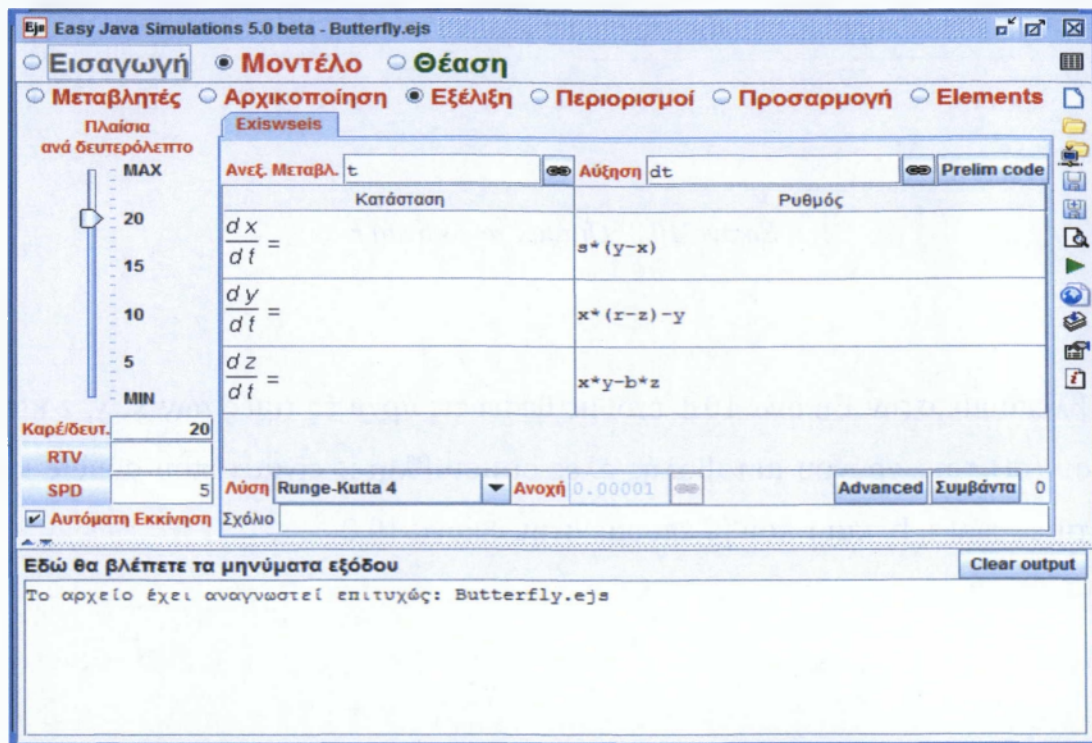 Ejs Easy Java Simulations 5.0 beta - Butterfly.ejs
Εισαγωγή Μοντέλο Θέαση
Μεταβλητές Αρχικοποίηση Εξέλιξη Περιορισμοί Προσαρμογή Elements
Πλαίσια
ανά δευτερόλεπτο
MAX
20
15
10
5
MIN
Καρέ/δευτ. 20
RTV
SPD 5
Αυτόματη Εκκίνηση
Exiswseis
Ανεξ. Μεταβλ. t Αύξηση dt Prelim code
Κατάσταση Ρυθμός
dx/dt = s*(y-x)
dy/dt = x*(r-z)-y
dz/dt = x*y-b*z
Λύση Runge-Kutta 4 Ανοχή 0.00001 Advanced Συμβάντα 0
Σχόλιο
Εδώ θα βλέπετε τα μηνύματα εξόδου Clear output
Το αρχείο έχει αναγνωστεί επιτυχώς: Butterfly.ejs